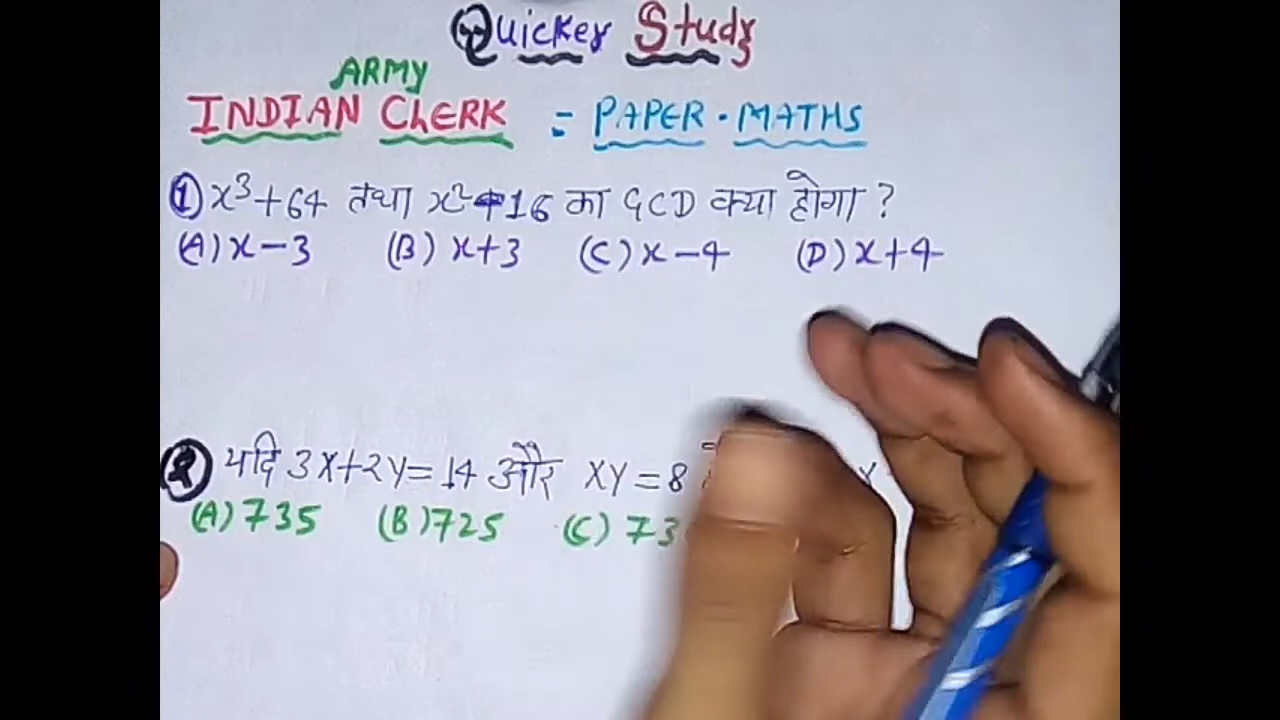 Quicker Study
ARMY
INDIAN CLERK = PAPER. MATHS
① x³+64 तथा x²-16 का GCD क्या होगा ?
(A) x-3 (B) x+3 (C) x-4 (D) x+4
② यदि 3x+2y=14 और xy=8
(A) 735 (B) 725 (C)